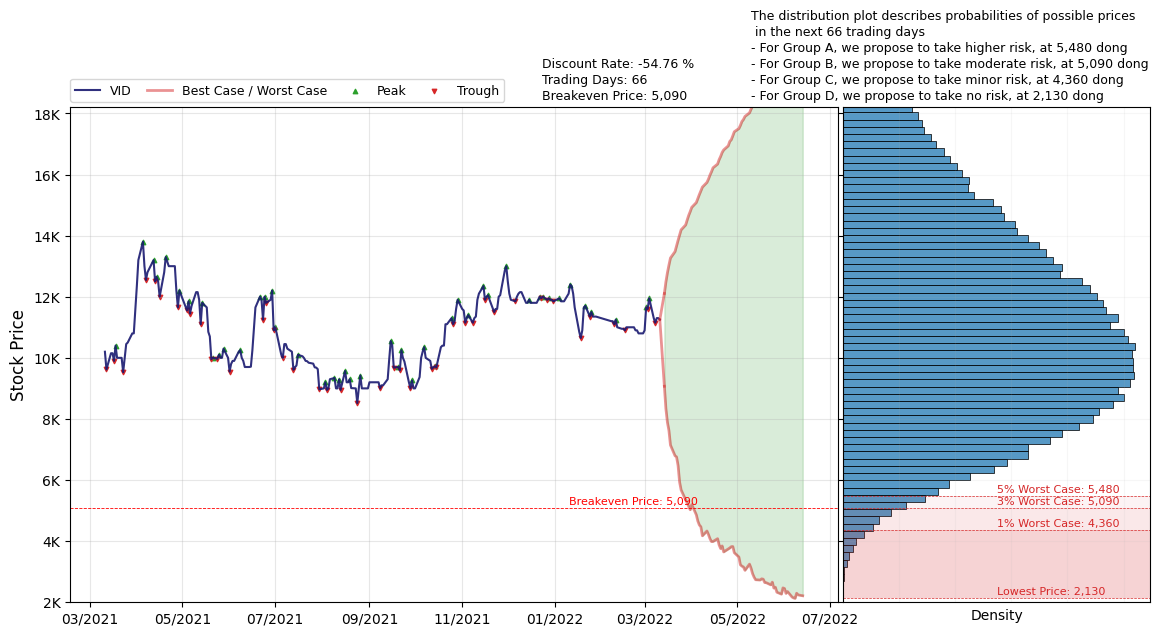 The distribution plot describes probabilities of possible prices
in the next 66 trading days
- For Group A, we propose to take higher risk, at 5,480 dong
- For Group B, we propose to take moderate risk, at 5,090 dong
- For Group C, we propose to take minor risk, at 4,360 dong
- For Group D, we propose to take no risk, at 2,130 dong
Discount Rate: -54.76 %
Trading Days: 66
Breakeven Price: 5,090
VID
Best Case / Worst Case
Peak
Trough
Stock Price
18K
16K
14K
12K
10K
8K
6K
4K
2K
Breakeven Price: 5,090
5% Worst Case: 5,480
3% Worst Case: 5,090
1% Worst Case: 4,360
Lowest Price: 2,130
03/2021
05/2021
07/2021
09/2021
11/2021
01/2022
03/2022
05/2022
07/2022
Density